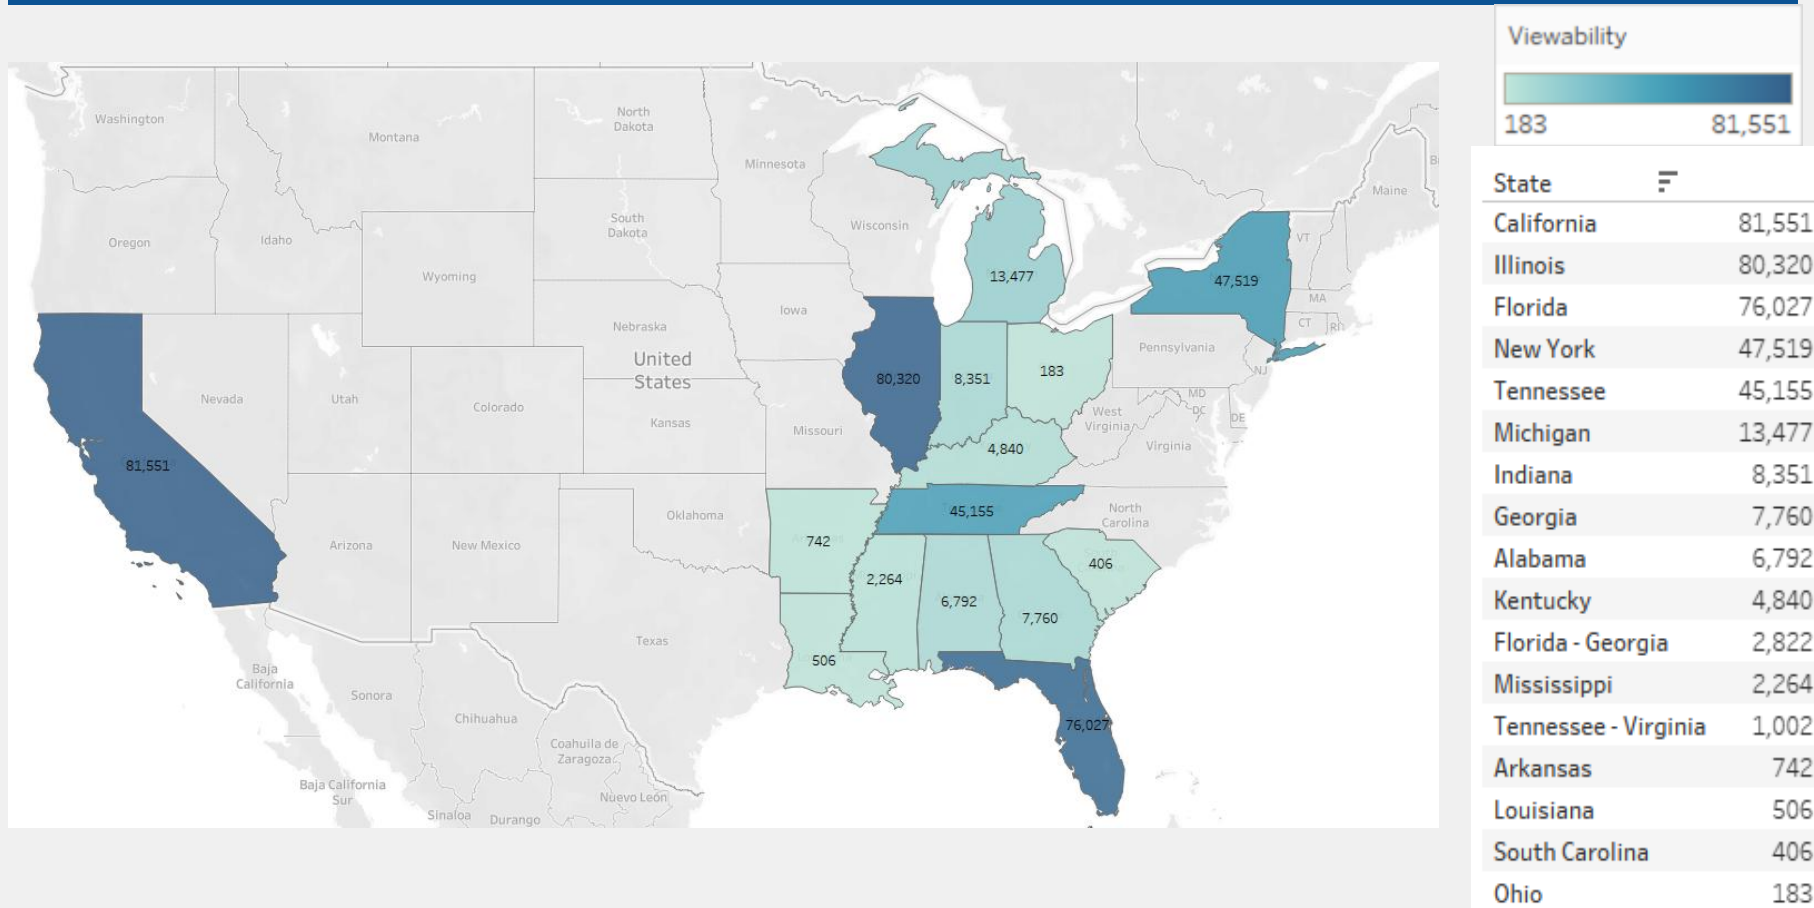 Viewability
183 81,551
State
California 81,551
Illinois 80,320
Florida 76,027
New York 47,519
Tennessee 45,155
Michigan 13,477
Indiana 8,351
Georgia 7,760
Alabama 6,792
Kentucky 4,840
Florida - Georgia 2,822
Mississippi 2,264
Tennessee - Virginia 1,002
Arkansas 742
Louisiana 506
South Carolina 406
Ohio 183
Washington
Montana
North
Dakota
Minnesota
Maine
Oregon
Idaho
South
Dakota
Wisconsin
VT
Wyoming
13,477
47,519
MA
Iowa
CT
RI
Nebraska
United
States
Pennsylvania
NJ
Nevada
Utah
Colorado
80,320
8,351
183
MD
DC
DE
Kansas
Missouri
West
Virginia
Virginia
4,840
81,551
Oklahoma
45,155
North
Carolina
Arizona
New Mexico
742
2,264
406
6,792
7,760
Texas
506
76,027
Baja
California
Sonora
Chihuahua
Coahuila de
Zaragoza
Baja California
Sur
Nuevo León
Sinaloa
Durango